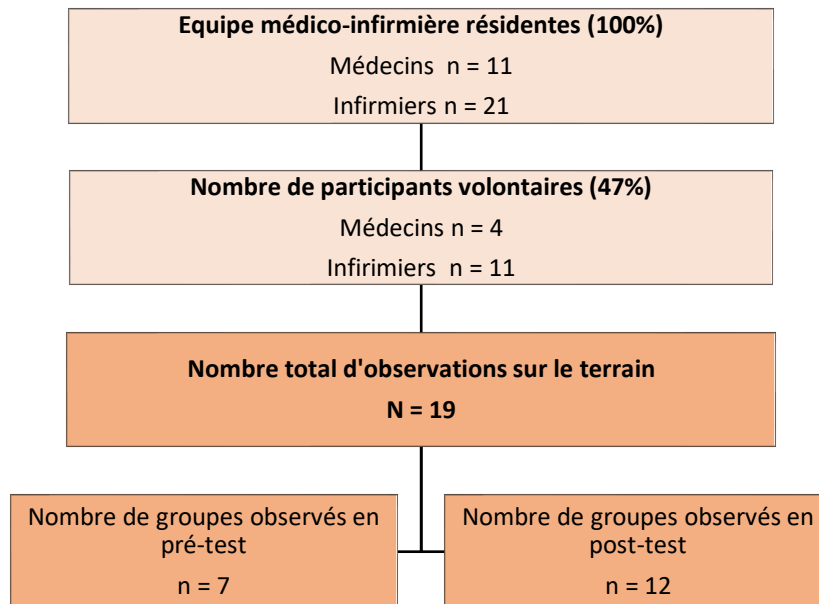 Equipe médico-infirmière résidentes (100%)
Médecins n = 11
Infirmiers n = 21
Nombre de participants volontaires (47%)
Médecins n = 4
Infirimiers n = 11
Nombre total d'observations sur le terrain
N = 19
Nombre de groupes observés en
pré-test
n = 7
Nombre de groupes observés en
post-test
n = 12